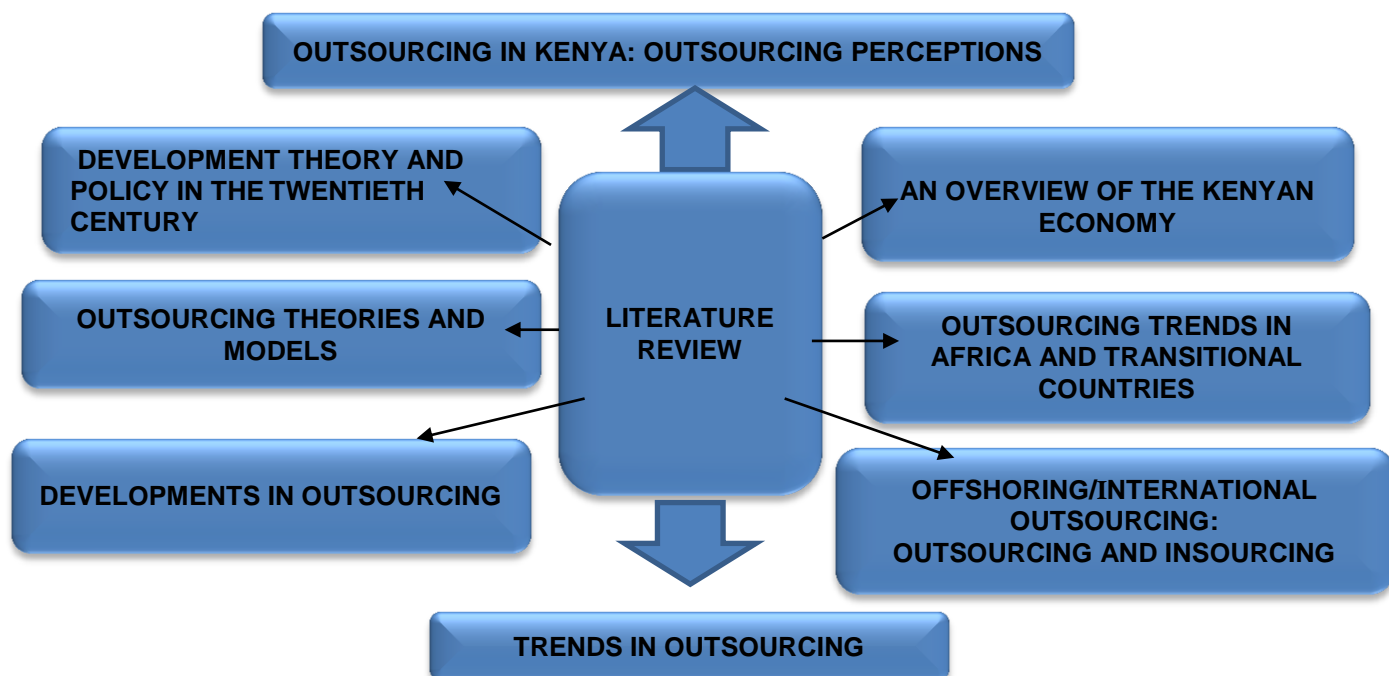 OUTSOURCING IN KENYA: OUTSOURCING PERCEPTIONS
DEVELOPMENT THEORY AND
POLICY IN THE TWENTIETH
CENTURY
AN OVERVIEW OF THE KENYAN
ECONOMY
OUTSOURCING THEORIES AND
MODELS
LITERATURE
REVIEW
OUTSOURCING TRENDS IN
AFRICA AND TRANSITIONAL
COUNTRIES
DEVELOPMENTS IN OUTSOURCING
OFFSHORING/INTERNATIONAL
OUTSOURCING:
OUTSOURCING AND INSOURCING
TRENDS IN OUTSOURCING